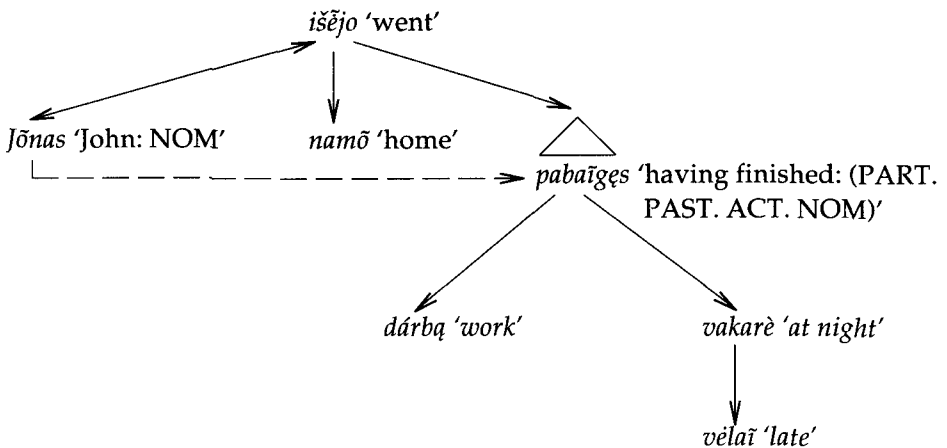 išė̃jo 'went'
Jõnas 'John: NOM'
namõ 'home'
pabaĩgęs 'having finished: (PART.
PAST. ACT. NOM)'
dárbą 'work'
vakarè 'at night'
vėlaĩ 'late'